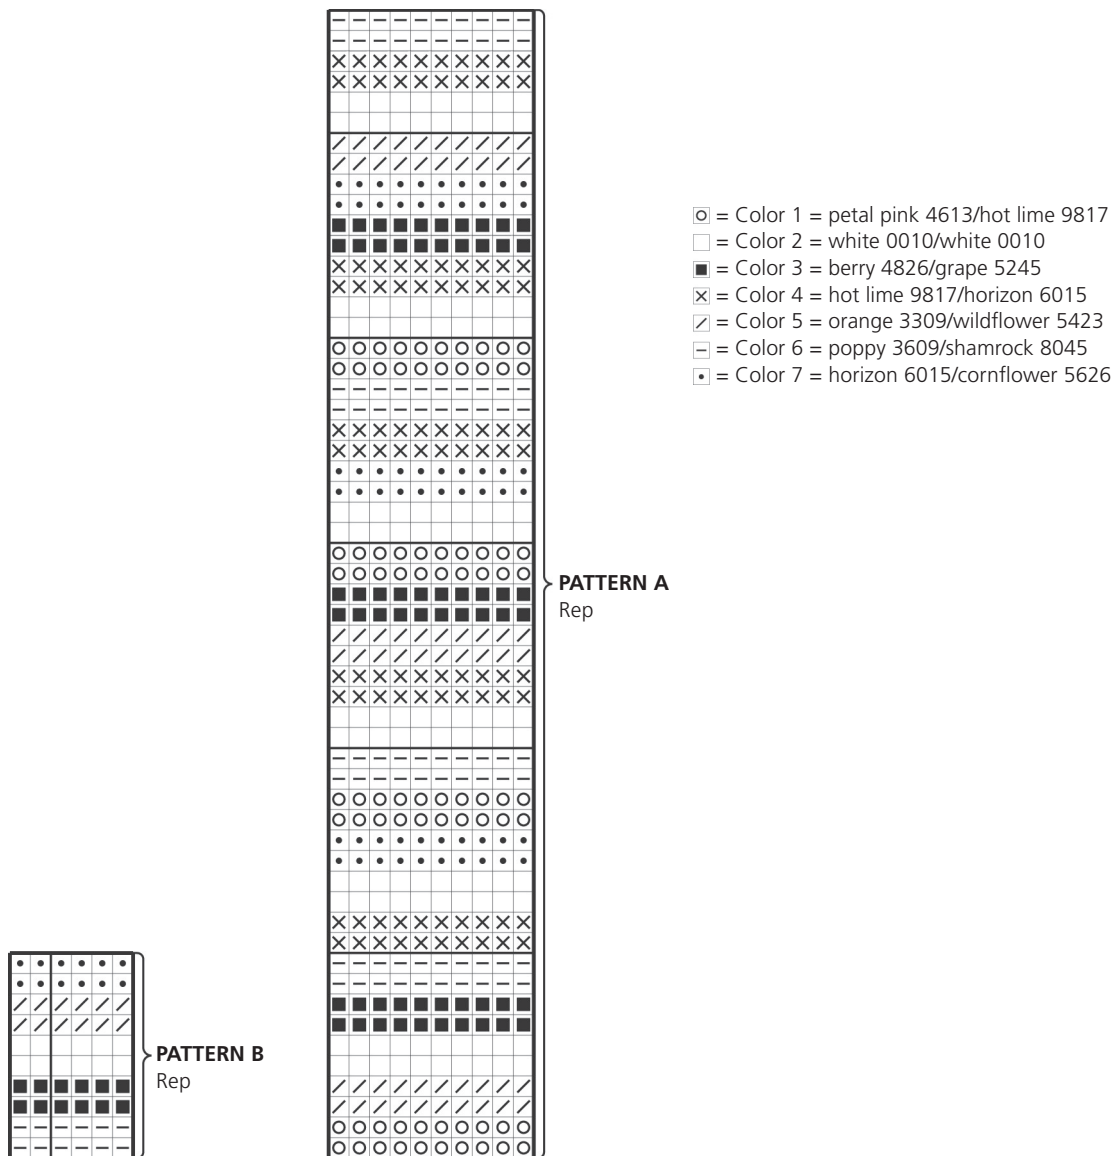 = Color 1 = petal pink 4613/hot lime 9817
= Color 2 = white 0010/white 0010
= Color 3 = berry 4826/grape 5245
= Color 4 = hot lime 9817/horizon 6015
= Color 5 = orange 3309/wildflower 5423
= Color 6 = poppy 3609/shamrock 8045
= Color 7 = horizon 6015/cornflower 5626
PATTERN A
Rep
PATTERN B
Rep